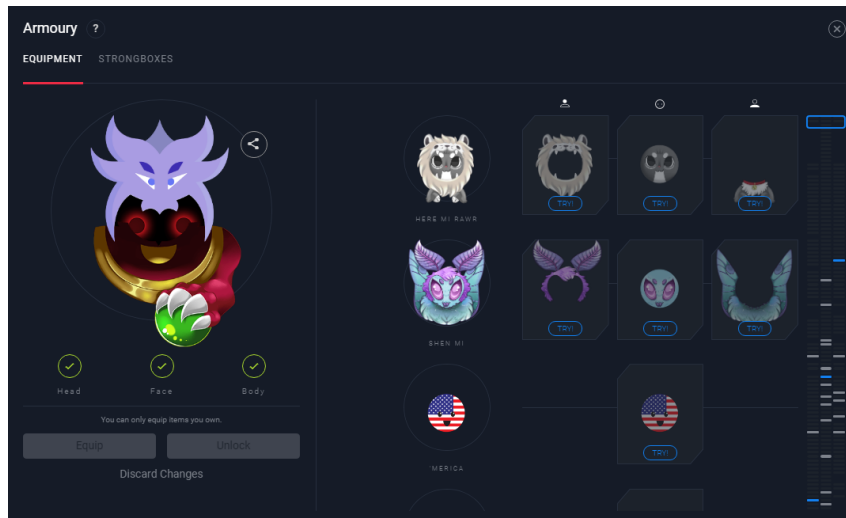 Armoury ?
EQUIPMENT STRONGBOXES
HERE MI RAWR
TRY! TRY! TRY!
SHEN MI
TRY! TRY! TRY!
'MERICA
TRY!
Head Face Body
You can only equip items you own.
Equip Unlock
Discard Changes